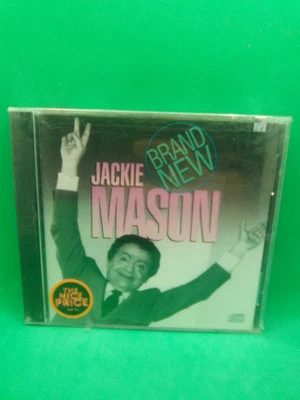 BRAND
NEW
JACKIE
MASON
THE
NICE
PRICE